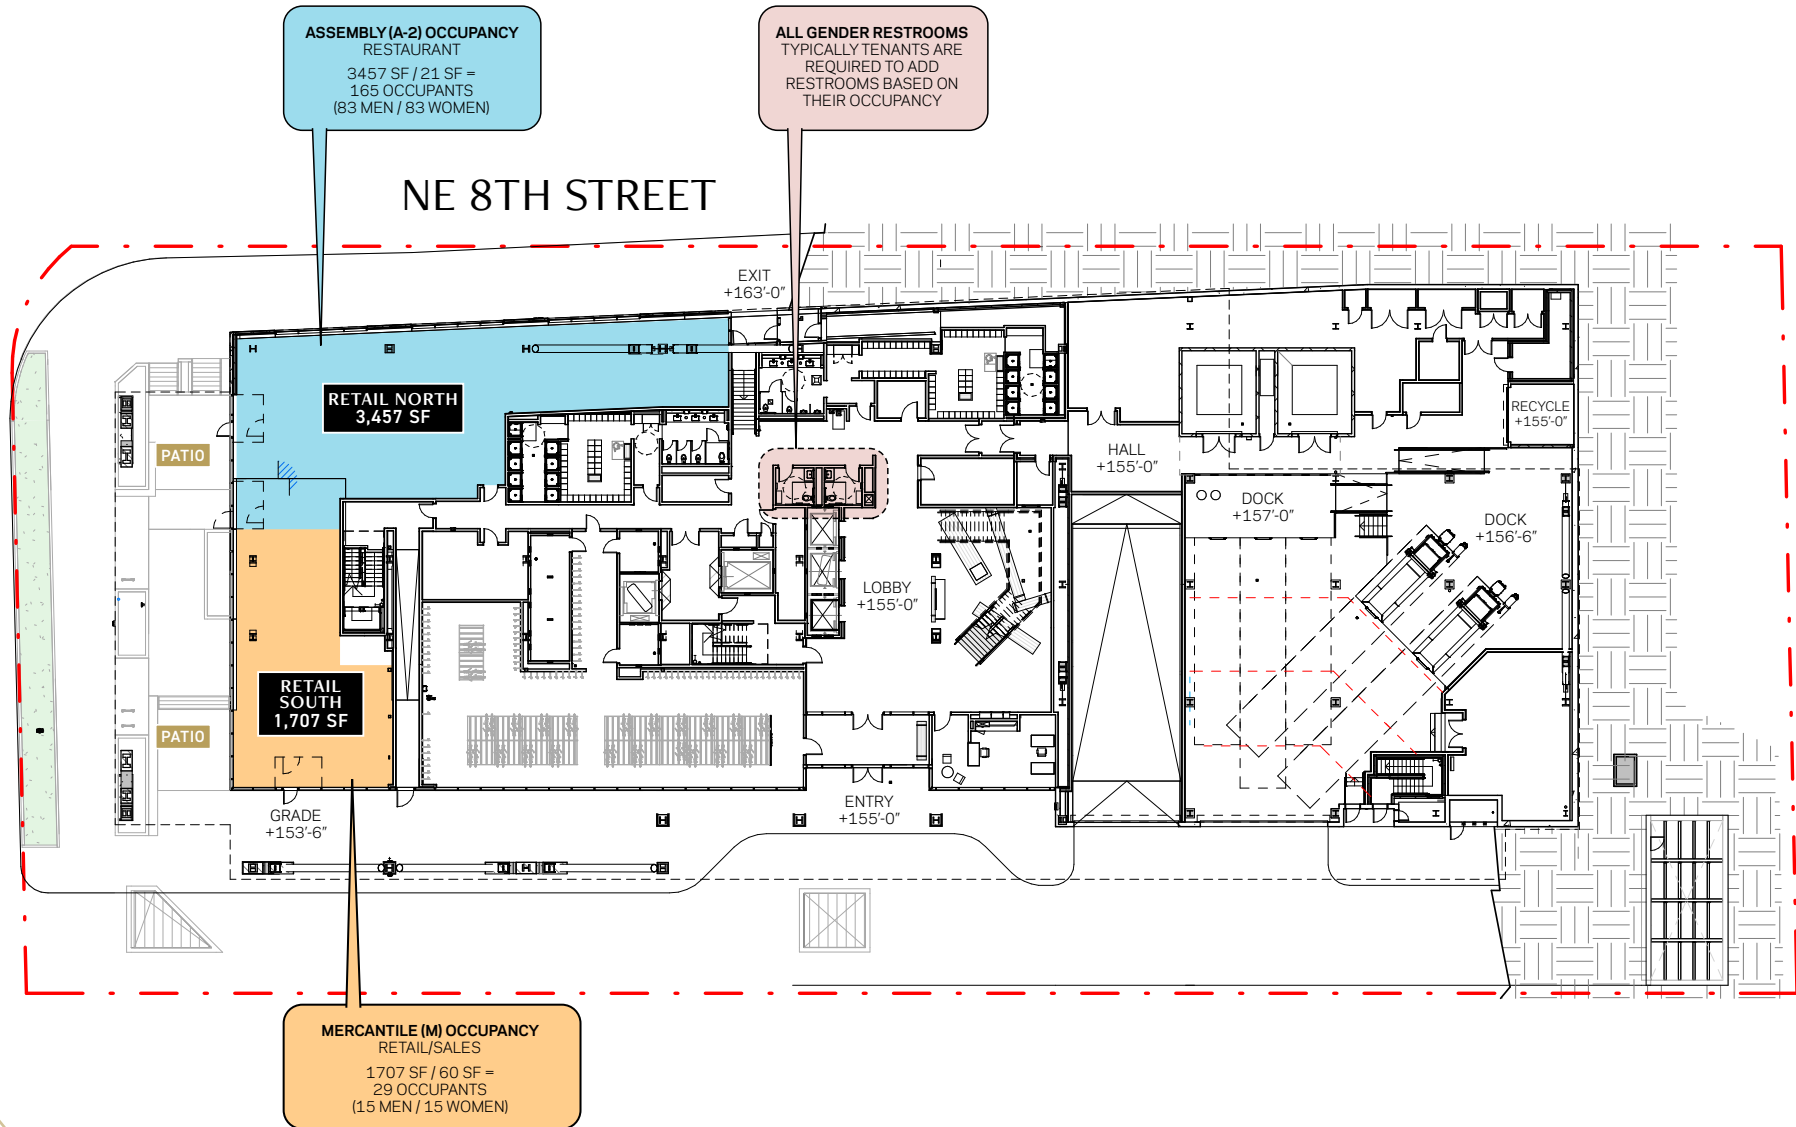 ASSEMBLY (A-2) OCCUPANCY
RESTAURANT
3457 SF / 21 SF =
165 OCCUPANTS
(83 MEN / 83 WOMEN)
ALL GENDER RESTROOMS
TYPICALLY TENANTS ARE
REQUIRED TO ADD
RESTROOMS BASED ON
THEIR OCCUPANCY
NE 8TH STREET
EXIT
+163'-0"
RETAIL NORTH
3,457 SF
PATIO
RECYCLE
+155'-0"
HALL
+155'-0"
DOCK
+157'-0"
DOCK
+156'-6"
LOBBY
+155'-0"
RETAIL
SOUTH
1,707 SF
PATIO
GRADE
+153'-6"
ENTRY
+155'-0"
MERCANTILE (M) OCCUPANCY
RETAIL/SALES
1707 SF / 60 SF =
29 OCCUPANTS
(15 MEN / 15 WOMEN)